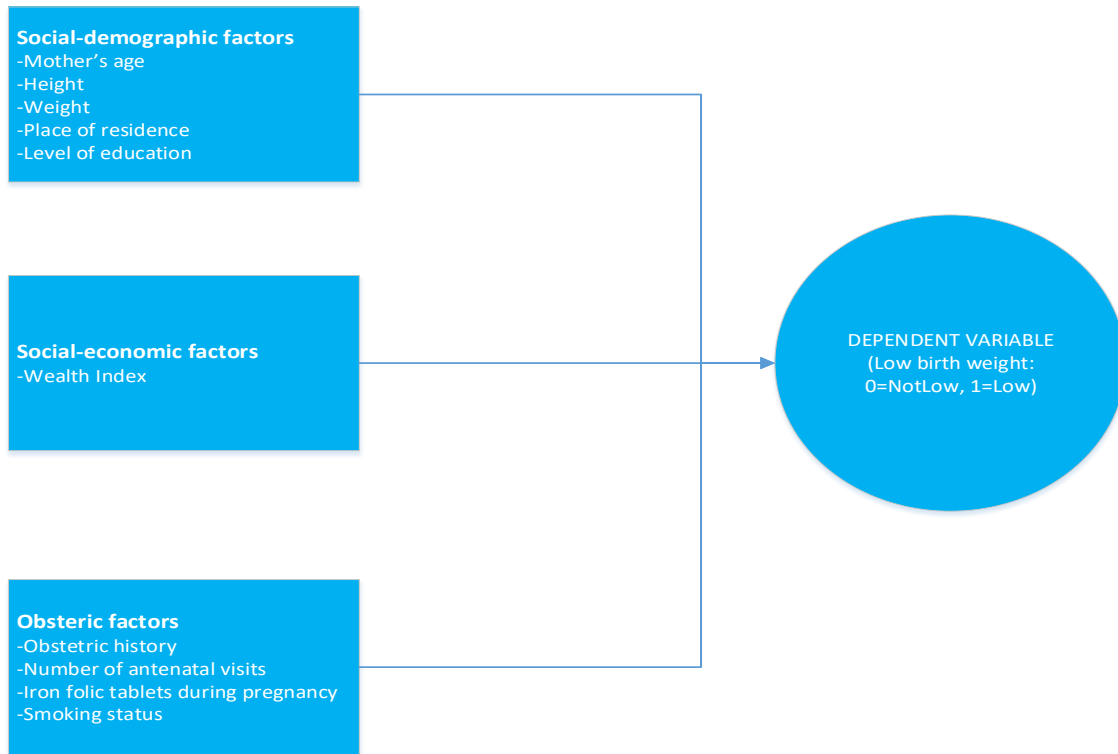 Social-demographic factors
-Mother's age
-Height
-Weight
-Place of residence
-Level of education
Social-economic factors
-Wealth Index
DEPENDENT VARIABLE
(Low birth weight:
0=NotLow, 1=Low)
Obsteric factors
-Obstetric history
-Number of antenatal visits
-Iron folic tablets during pregnancy
-Smoking status